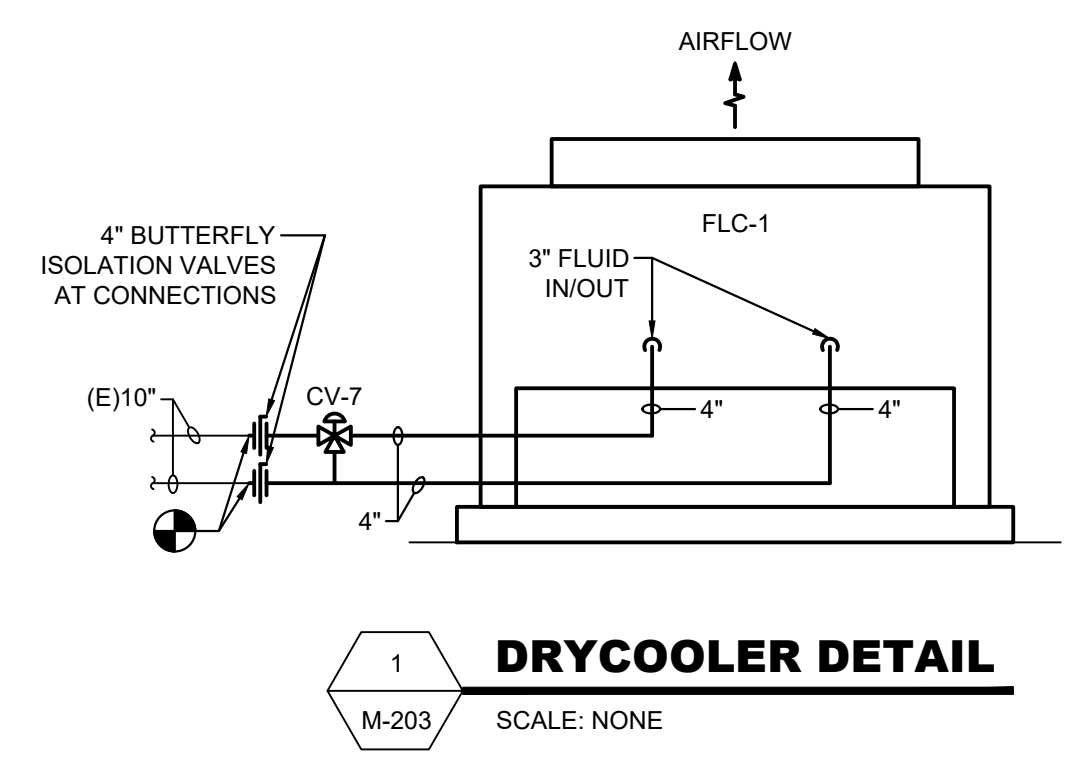 AIRFLOW
FLC-1
4" BUTTERFLY
ISOLATION VALVES
AT CONNECTIONS
3" FLUID
IN/OUT
(E)10"
CV-7
4"
4"
4"
1
M-203
DRYCOOLER DETAIL
SCALE: NONE